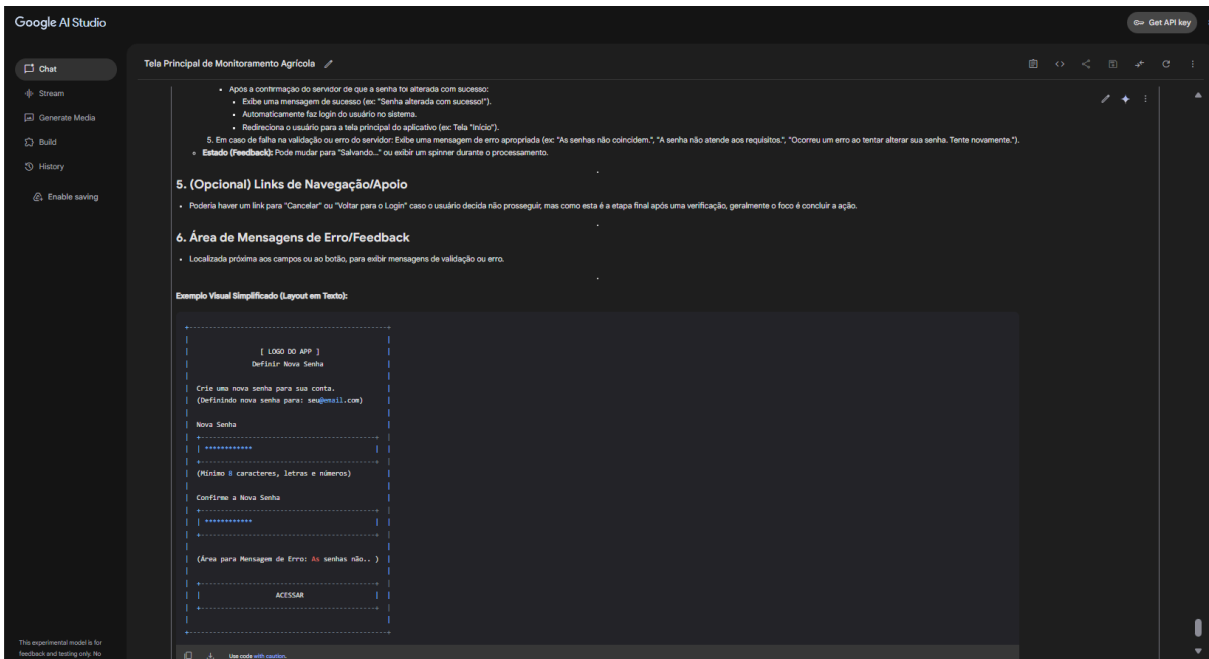 Google AI Studio
Get API key
Chat
Stream
Generate Media
Build
History
Enable saving
This experimental model is for
feedback and testing only. No
Tela Principal de Monitoramento Agrícola
Após a confirmação do servidor de que a senha foi alterada com sucesso:
Exibe uma mensagem de sucesso (ex: "Senha alterada com sucesso!").
Automaticamente faz login do usuário no sistema.
Redireciona o usuário para a tela principal do aplicativo (ex: Tela "Início").
5. Em caso de falha na validação ou erro do servidor: Exibe uma mensagem de erro apropriada (ex: "As senhas não coincidem.", "A senha não atende aos requisitos.", "Ocorreu um erro ao tentar alterar sua senha. Tente novamente.").
Estado (Feedback): Pode mudar para "Salvando..." ou exibir um spinner durante o processamento.
5. (Opcional) Links de Navegação/Apoio
Poderia haver um link para "Cancelar" ou "Voltar para o Login" caso o usuário decida não prosseguir, mas como esta é a etapa final após uma verificação, geralmente o foco é concluir a ação.
6. Área de Mensagens de Erro/Feedback
Localizada próxima aos campos ou ao botão, para exibir mensagens de validação ou erro.
Exemplo Visual Simplificado (Layout em Texto):
[ LOGO DO APP ]
Definir Nova Senha
Crie uma nova senha para sua conta.
(Definindo nova senha para: seu@email.com)
Nova Senha
************
(Mínimo 8 caracteres, letras e números)
Confirme a Nova Senha
************
(Área para Mensagem de Erro: As senhas não.. )
ACESSAR
Use code with caution.